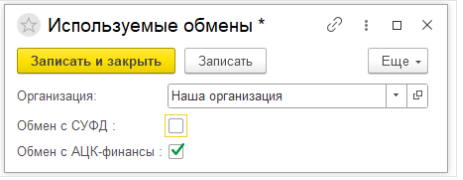 Используемые обмены *
Записать и закрыть Записать Еще
Организация: Наша организация
Обмен с СУФД :
Обмен с АЦК-финансы :